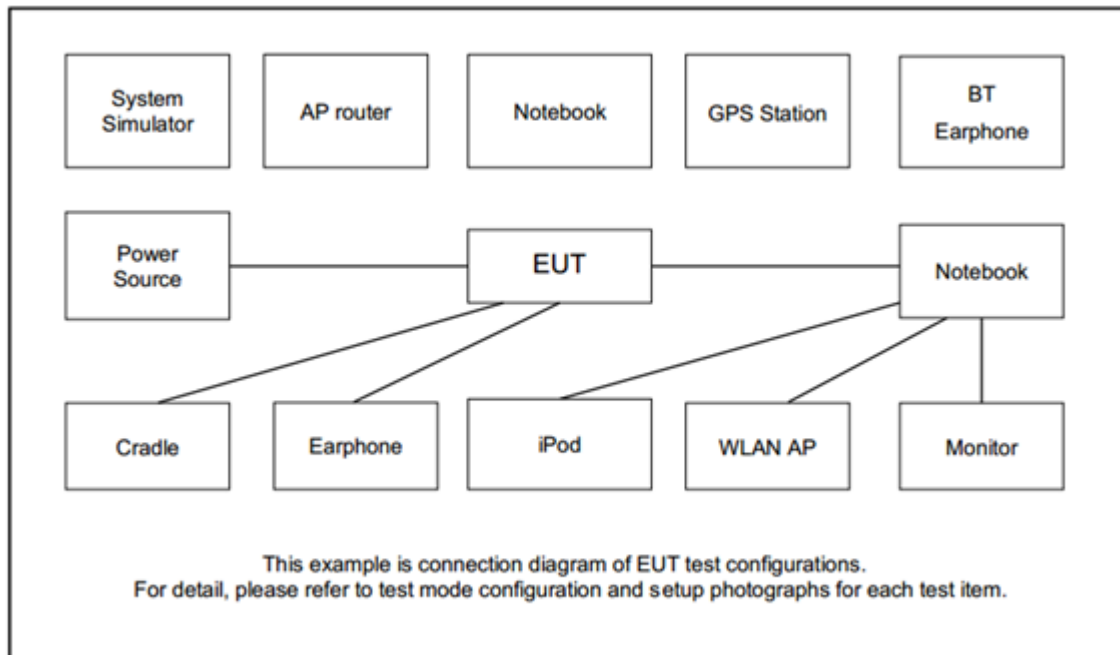 System
Simulator
AP router
Notebook
GPS Station
BT
Earphone
Power
Source
EUT
Notebook
Cradle
Earphone
iPod
WLAN AP
Monitor
This example is connection diagram of EUT test configurations.
For detail, please refer to test mode configuration and setup photographs for each test item.